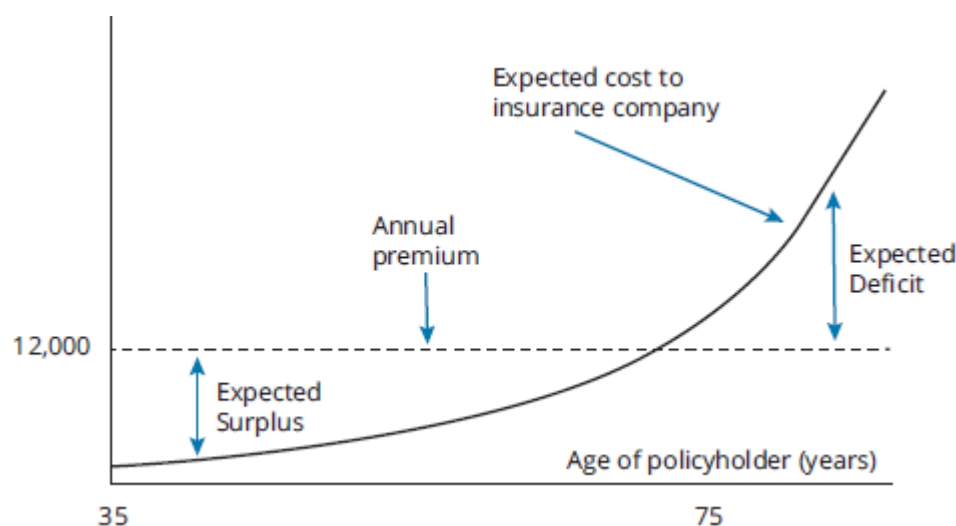 Expected cost to
insurance company
Annual
premium
Expected
Deficit
12,000
Expected
Surplus
Age of policyholder (years)
35
75